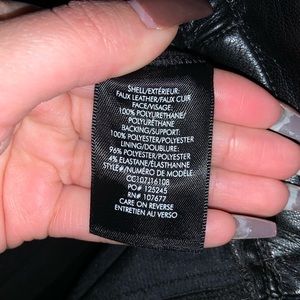 SHELL/EXTÉRIEUR:
FAUX LEATHER/FAUX CUIR
FACE/VISAGE:
100% POLYURETHANE/
POLYURÉTHANE
BACKING/SUPPORT:
100% POLYESTER/POLYESTER
LINING/DOUBLURE:
96% POLYESTER/POLYESTER
4% ELASTANE/ÉLASTHANNE
STYLE#/NUMÉRO DE MODÈLE:
CC107J16108
PO# 125245
RN# 107677
CARE ON REVERSE
ENTRETIEN AU VERSO